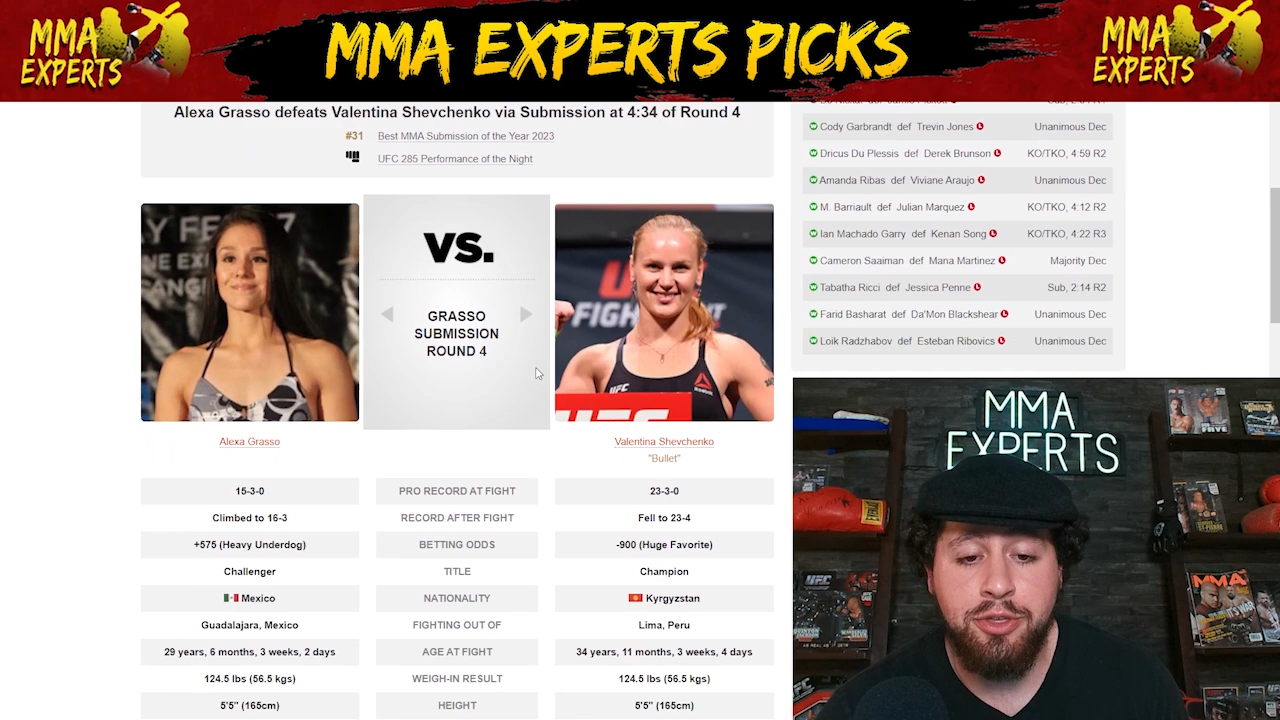 MMA
EXPERTS
MMA EXPERTS PICKS
MMA
EXPERTS
Alexa Grasso defeats Valentina Shevchenko via Submission at 4:34 of Round 4
#31 Best MMA Submission of the Year 2023
UFC 285 Performance of the Night
VS.
GRASSO
SUBMISSION
ROUND 4
UFC
Alexa Grasso
Valentina Shevchenko
"Bullet"
15-3-0 PRO RECORD AT FIGHT 23-3-0
Climbed to 16-3 RECORD AFTER FIGHT Fell to 23-4
+575 (Heavy Underdog) BETTING ODDS -900 (Huge Favorite)
Challenger TITLE Champion
Mexico NATIONALITY Kyrgyzstan
Guadalajara, Mexico FIGHTING OUT OF Lima, Peru
29 years, 6 months, 3 weeks, 2 days AGE AT FIGHT 34 years, 11 months, 3 weeks, 4 days
124.5 lbs (56.5 kgs) WEIGH-IN RESULT 124.5 lbs (56.5 kgs)
5'5" (165cm) HEIGHT 5'5" (165cm)
Cody Garbrandt def Trevin Jones L Unanimous Dec
Dricus Du Plessis def Derek Brunson L KO/TKO, 4:59 R2
Amanda Ribas def Viviane Araujo L Unanimous Dec
M. Barriault def Julian Marquez L KO/TKO, 4:12 R2
Ian Machado Garry def Kenan Song L KO/TKO, 4:22 R3
Cameron Saaiman def Mana Martinez L Majority Dec
Tabatha Ricci def Jessica Penne L Sub, 2:14 R2
Farid Basharat def Da'Mon Blackshear L Unanimous Dec
Loik Radzhabov def Esteban Ribovics L Unanimous Dec
MMA
EXPERTS
FRYE
UFC
MMA